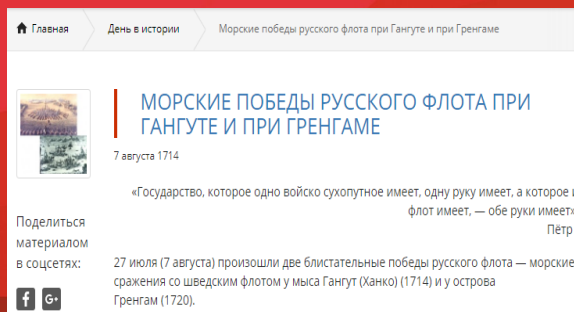 Главная
День в истории
Морские победы русского флота при Гангуте и при Гренгаме
МОРСКИЕ ПОБЕДЫ РУССКОГО ФЛОТА ПРИ
ГАНГУТЕ И ПРИ ГРЕНГАМЕ
7 августа 1714
«Государство, которое одно войско сухопутное имеет, одну руку имеет, а которое и
флот имеет, — обе руки имеет»
Пётр
Поделиться
материалом
в соцсетях:
f G+
27 июля (7 августа) произошли две блистательные победы русского флота — морские
сражения со шведским флотом у мыса Гангут (Ханко) (1714) и у острова
Гренгам (1720).